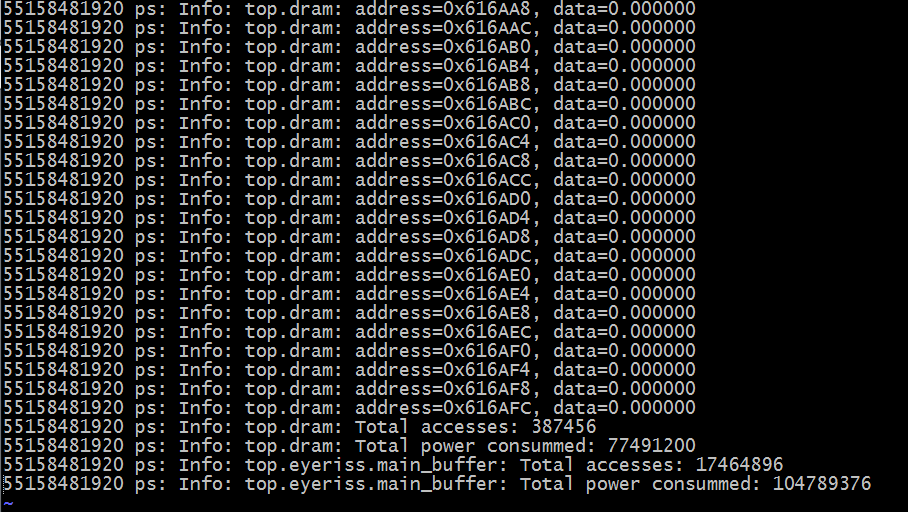 55158481920 ps: Info: top.dram: address=0x616AA8, data=0.000000
55158481920 ps: Info: top.dram: address=0x616AAC, data=0.000000
55158481920 ps: Info: top.dram: address=0x616AB0, data=0.000000
55158481920 ps: Info: top.dram: address=0x616AB4, data=0.000000
55158481920 ps: Info: top.dram: address=0x616AB8, data=0.000000
55158481920 ps: Info: top.dram: address=0x616ABC, data=0.000000
55158481920 ps: Info: top.dram: address=0x616AC0, data=0.000000
55158481920 ps: Info: top.dram: address=0x616AC4, data=0.000000
55158481920 ps: Info: top.dram: address=0x616AC8, data=0.000000
55158481920 ps: Info: top.dram: address=0x616ACC, data=0.000000
55158481920 ps: Info: top.dram: address=0x616AD0, data=0.000000
55158481920 ps: Info: top.dram: address=0x616AD4, data=0.000000
55158481920 ps: Info: top.dram: address=0x616AD8, data=0.000000
55158481920 ps: Info: top.dram: address=0x616ADC, data=0.000000
55158481920 ps: Info: top.dram: address=0x616AE0, data=0.000000
55158481920 ps: Info: top.dram: address=0x616AE4, data=0.000000
55158481920 ps: Info: top.dram: address=0x616AE8, data=0.000000
55158481920 ps: Info: top.dram: address=0x616AEC, data=0.000000
55158481920 ps: Info: top.dram: address=0x616AF0, data=0.000000
55158481920 ps: Info: top.dram: address=0x616AF4, data=0.000000
55158481920 ps: Info: top.dram: address=0x616AF8, data=0.000000
55158481920 ps: Info: top.dram: address=0x616AFC, data=0.000000
55158481920 ps: Info: top.dram: Total accesses: 387456
55158481920 ps: Info: top.dram: Total power consummed: 77491200
55158481920 ps: Info: top.eyeriss.main_buffer: Total accesses: 17464896
55158481920 ps: Info: top.eyeriss.main_buffer: Total power consummed: 104789376
~